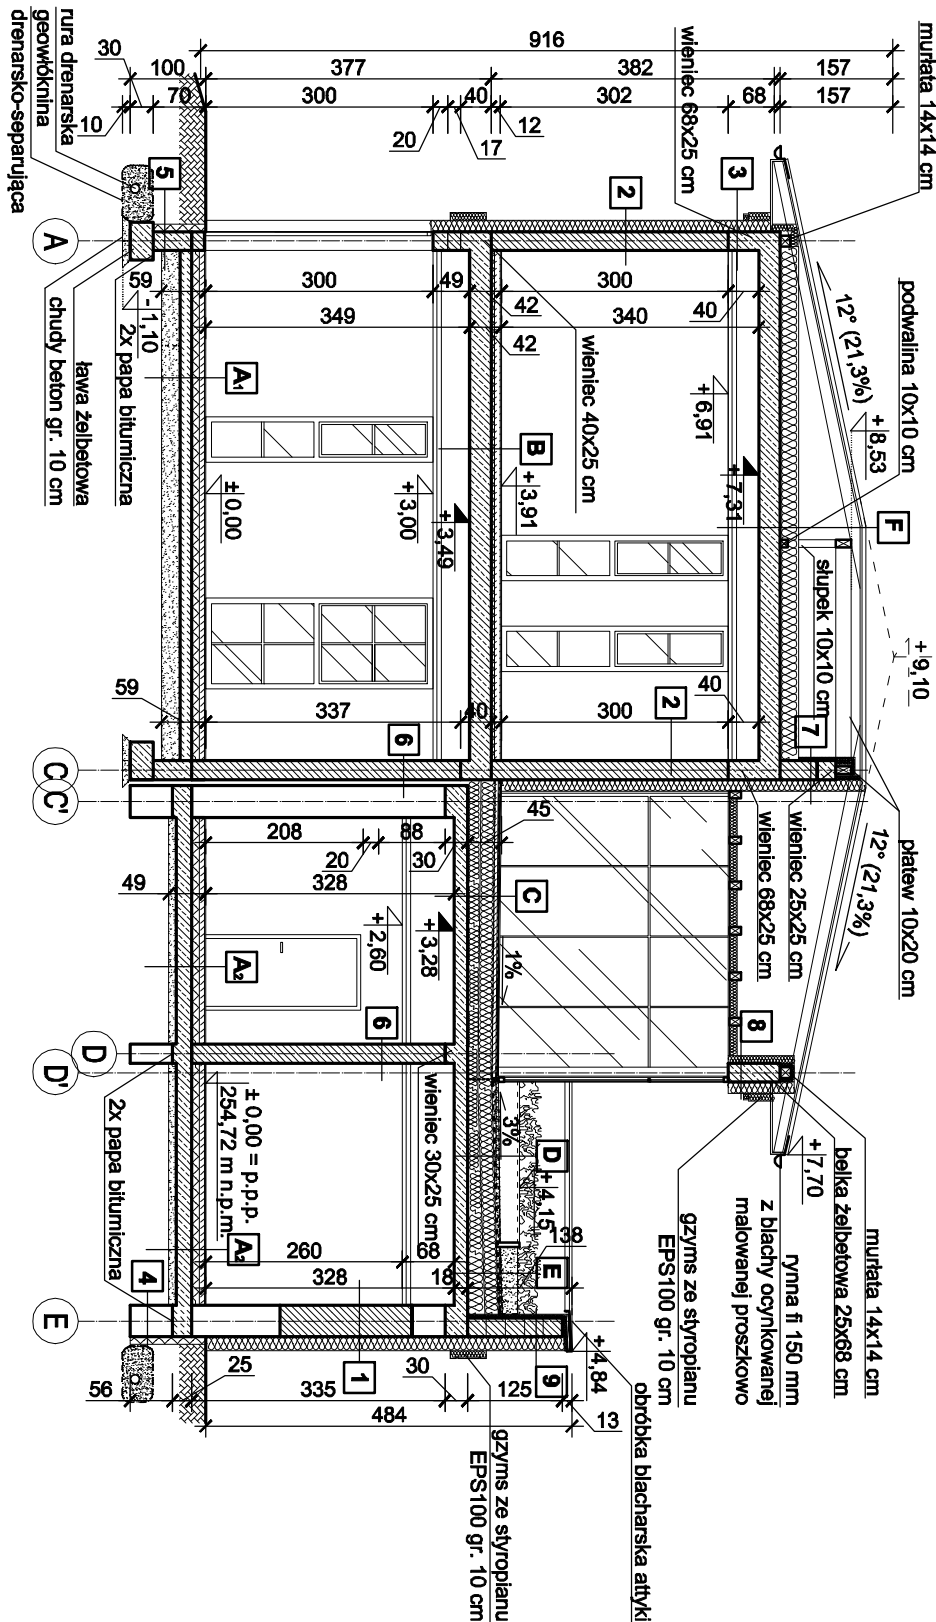 916
100
377
382
157
30
70
300
40
302
68
157
10
20
17
12
rura drenarska
geowłóknina
drenarsko-separująca
wieniec 68x25 cm
murłata 14x14 cm
5
2
3
A
59
300
49
42
300
40
349
42
340
- 1,10
2x papa bitumiczna
ława żelbetowa
chudy beton gr. 10 cm
wieniec 40x25 cm
12° (21,3%)
podwalina 10x10 cm
+ 8,53
A1
B
+ 6,91
+ 7,31
F
± 0,00
+ 3,00
+ 3,49
+ 3,91
słupek 10x10 cm
+ 9,10
59
337
40
300
40
2
6
7
C
C'
208
20
88
30
45
49
328
wieniec 68x25 cm
wieniec 25x25 cm
płatew 10x20 cm
12° (21,3%)
C
+ 3,28
+ 2,60
1%
A2
6
8
D
D'
wieniec 30x25 cm
± 0,00 = p.p.p.
254,72 m n.p.m.
2x papa bitumiczna
3%
D
+ 4,15
+ 7,70
murłata 14x14 cm
belka żelbetowa 25x68 cm
rynna fi 150 mm
z blachy ocynkowanej
malowanej proszkowo
gzyms ze styropianu
EPS100 gr. 10 cm
A2
260
68
328
18
138
E
4
E
1
9
+ 4,84
56
25
335
30
125
13
484
obróbka blacharska attyki
gzyms ze styropianu
EPS100 gr. 10 cm